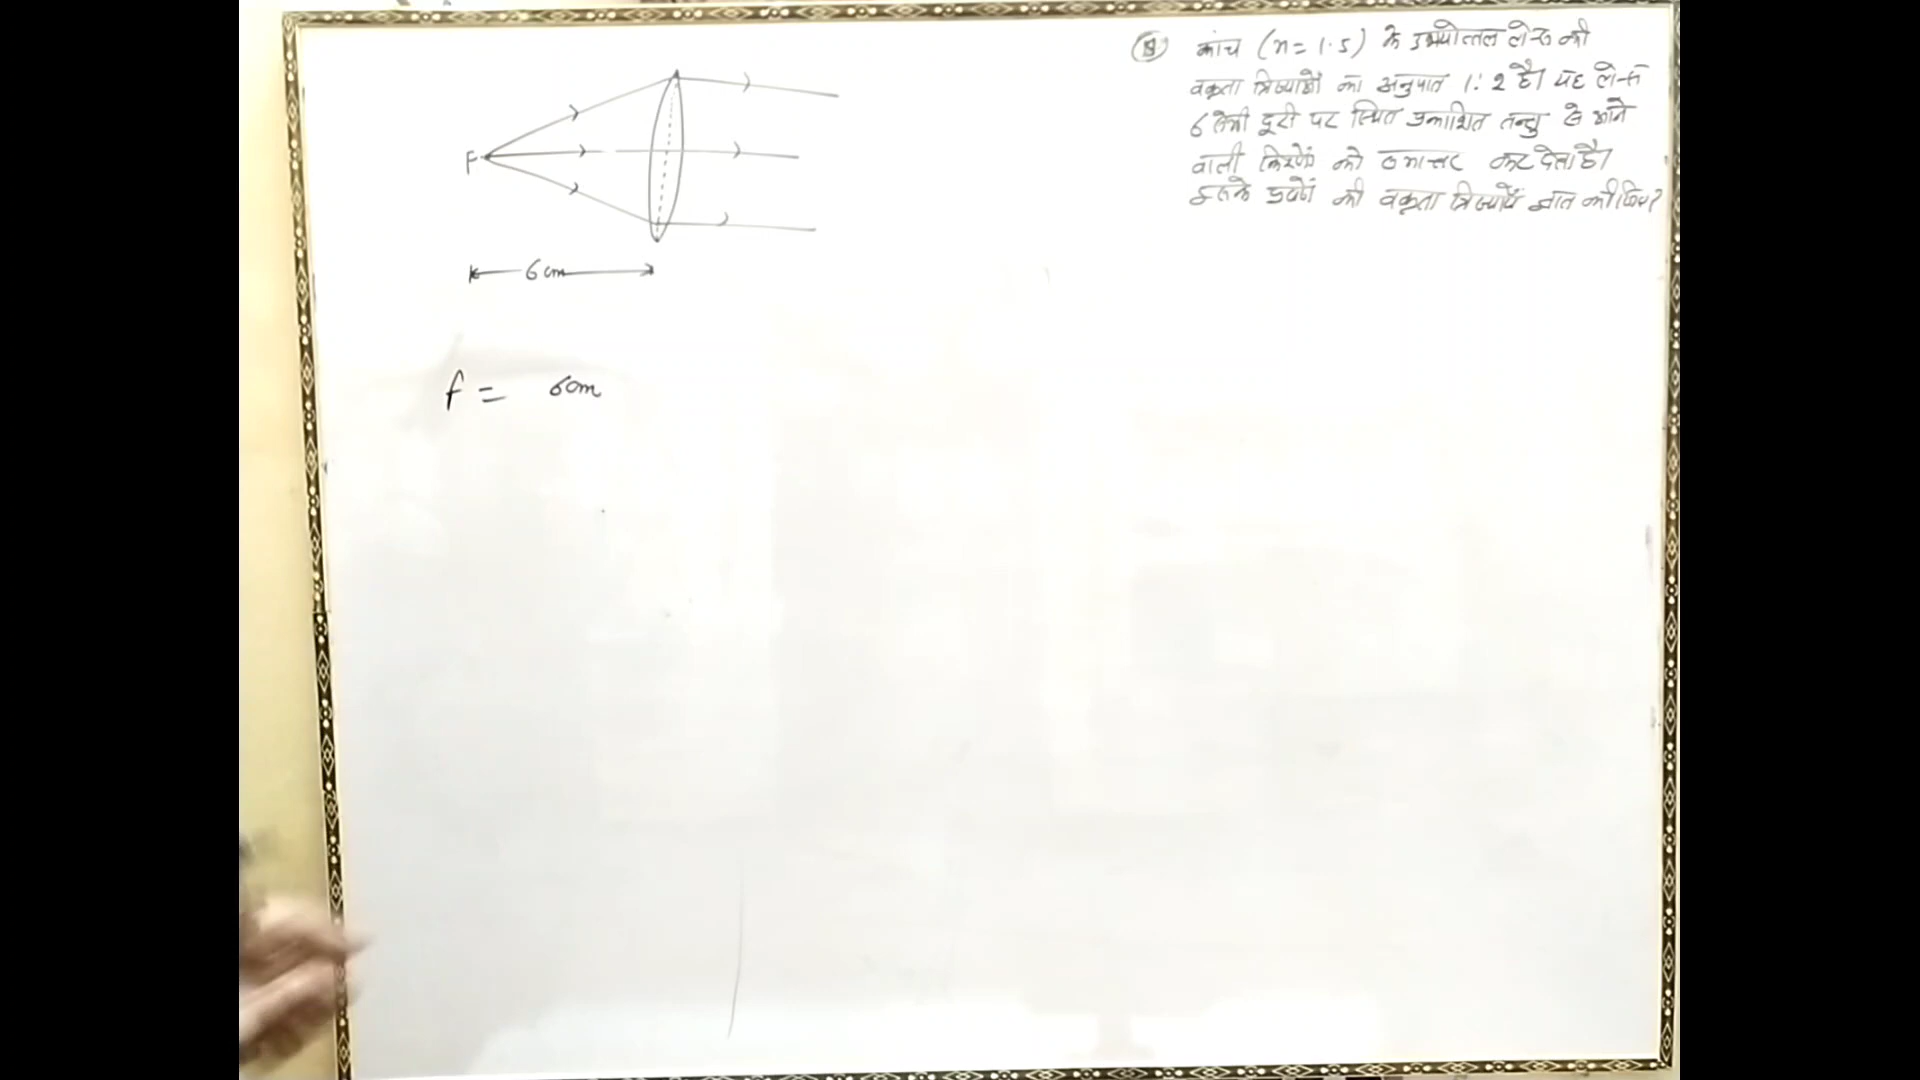 कांच (n = 1.5) के उभयोत्तल लेन्स की
वक्रता त्रिज्याओं का अनुपात 1:2 है। यह लेन्स
6 सेमी दूरी पर स्थित प्रकाशित तन्तु से आने
वाली किरणों को समान्तर कर देता है।
इसके पृष्ठों की वक्रता त्रिज्यायें ज्ञात कीजिए?
F
6 cm
f = 6cm